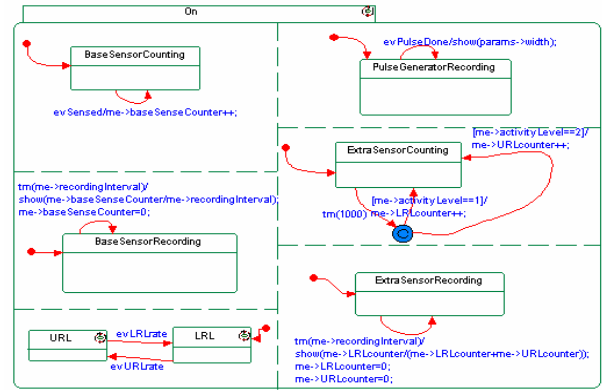 On
BaseSensorCounting
evSensed/me->baseSenseCounter++;
evPulseDone/show(params->width);
PulseGeneratorRecording
[me->activityLevel==2]/
me->URLcounter++;
ExtraSensorCounting
[me->activityLevel==1]/
tm(1000) me->LRLcounter++;
C
tm(me->recordingInterval)/
show(me->baseSenseCounter/me->recordingInterval);
me->baseSenseCounter=0;
BaseSensorRecording
ExtraSensorRecording
tm(me->recordingInterval)/
show(me->LRLcounter/(me->LRLcounter+me->URLcounter));
me->LRLcounter=0;
me->URLcounter=0;
URL
evLRLrate
LRL
evURLrate